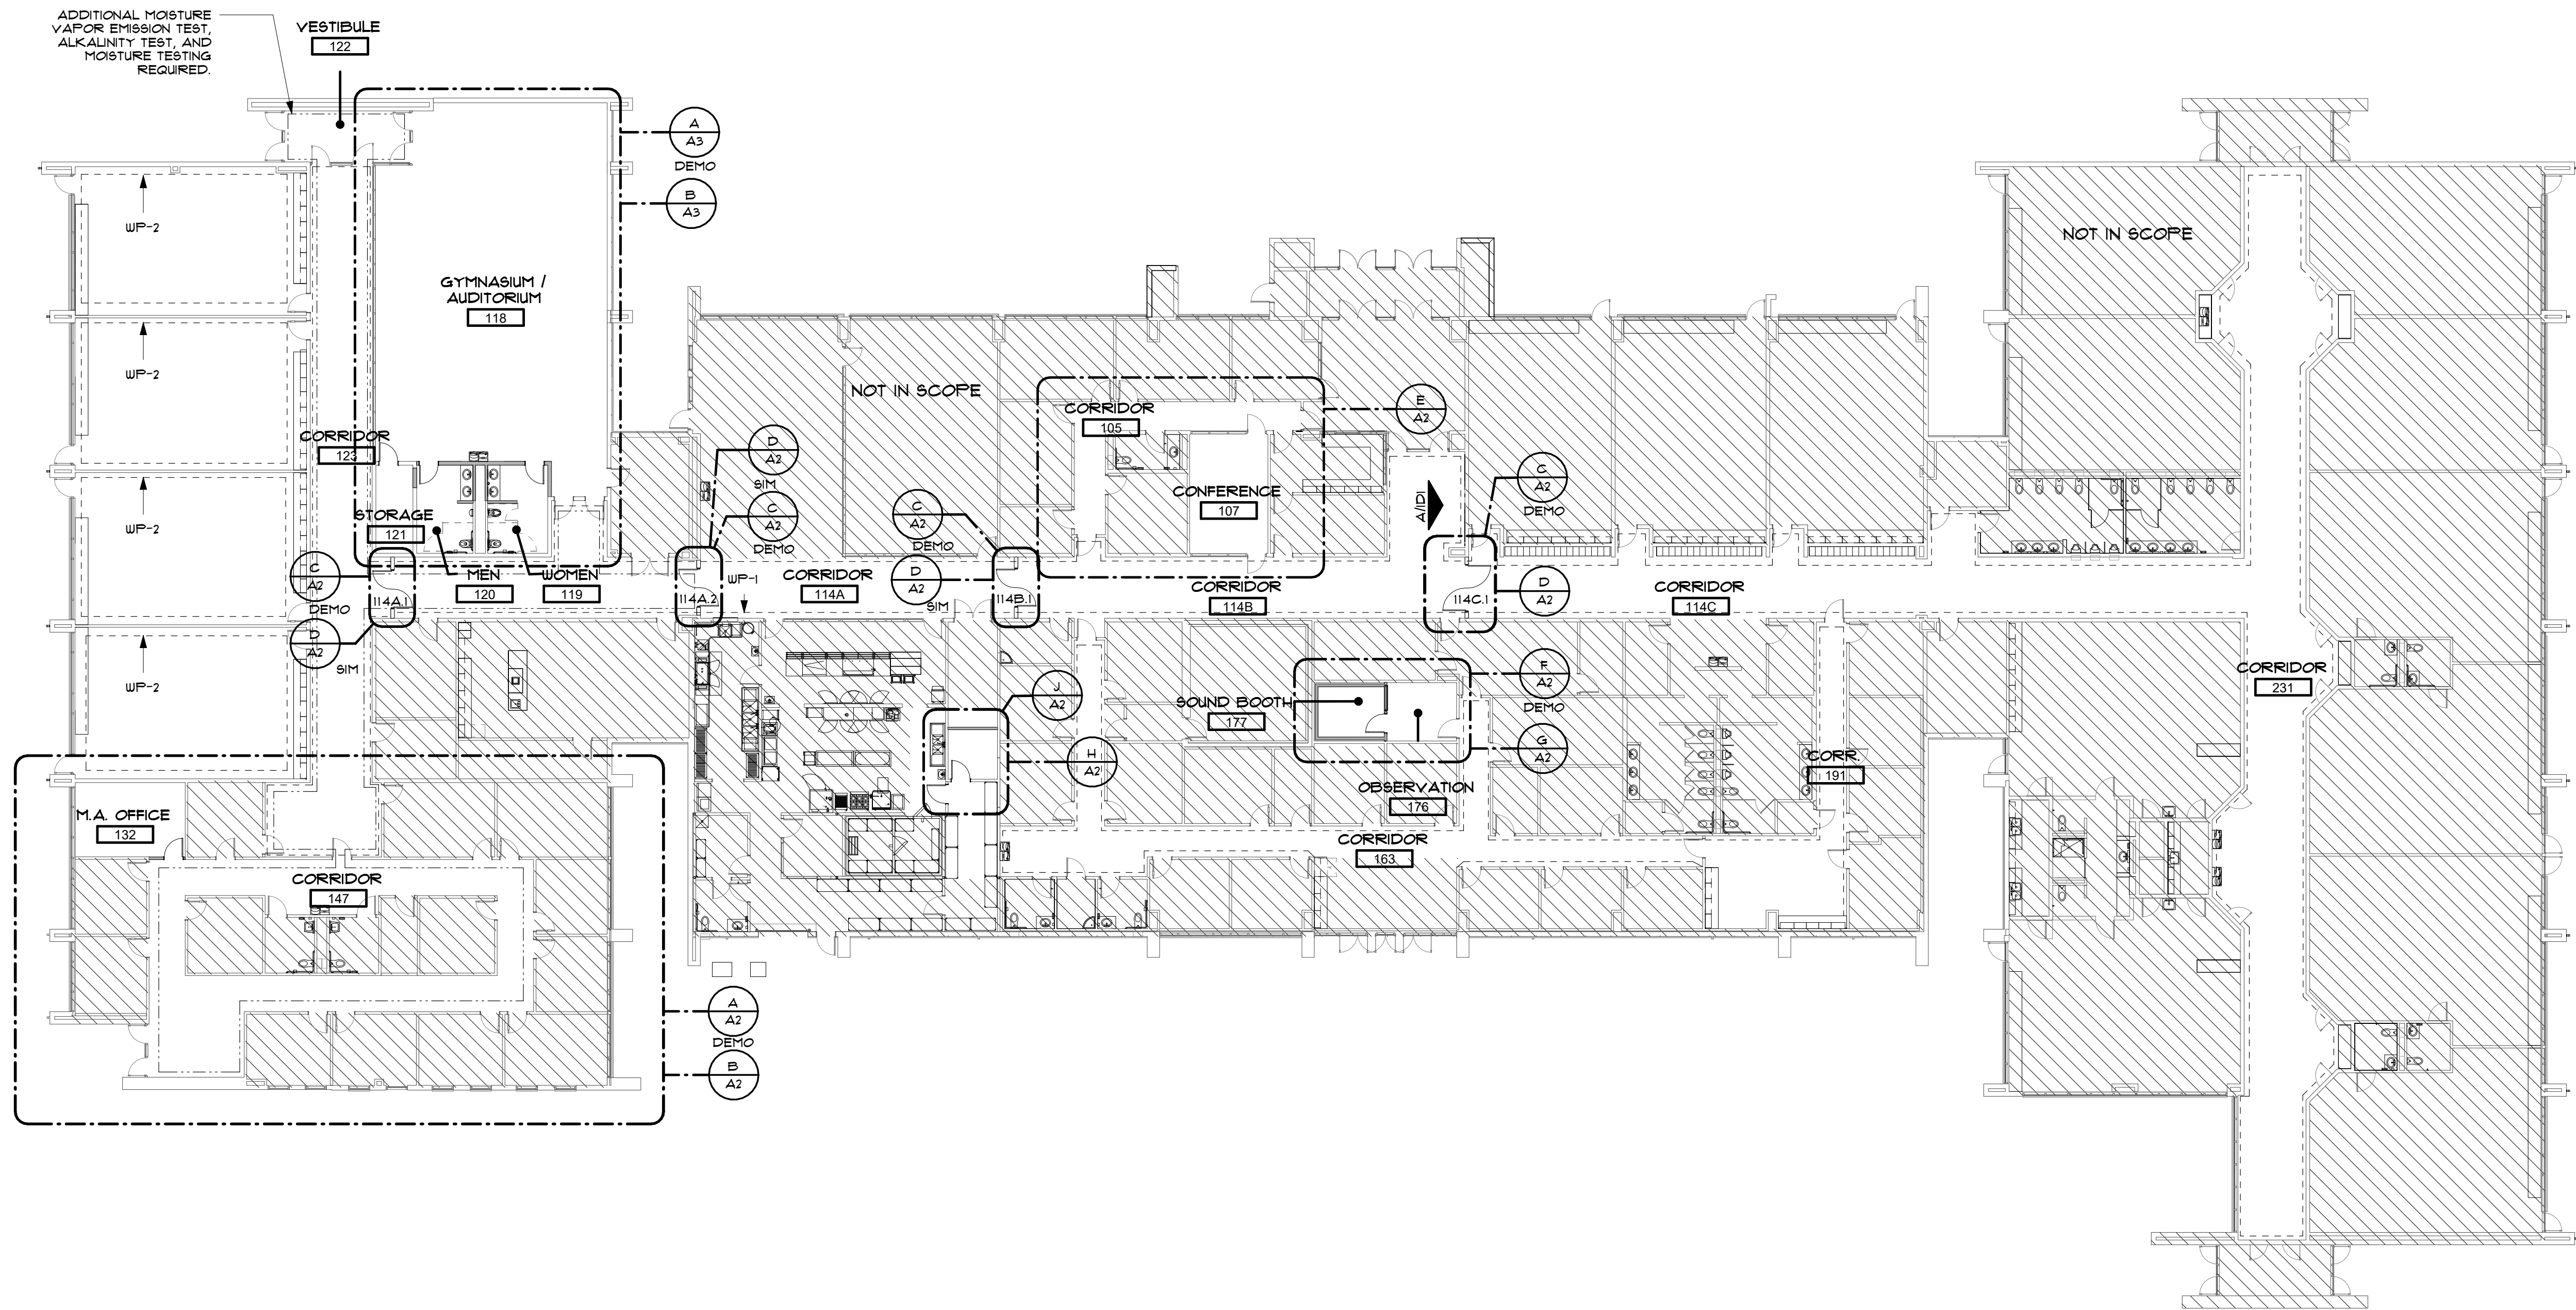 ADDITIONAL MOISTURE
VAPOR EMISSION TEST,
ALKALINITY TEST, AND
MOISTURE TESTING
REQUIRED.
VESTIBULE
122
A
A3
DEMO
B
A3
WP-2
GYMNASIUM /
AUDITORIUM
118
NOT IN SCOPE
WP-2
NOT IN SCOPE
CORRIDOR
105
E
A2
CORRIDOR
123
D
A2
SIM
C
A2
DEMO
CONFERENCE
107
C
A2
DEMO
A/D1
C
A2
DEMO
STORAGE
121
WP-2
C
A2
DEMO
114A.1
MEN
120
WOMEN
119
114A.2
WP-1
CORRIDOR
114A
D
A2
SIM
114B.1
CORRIDOR
114B
114C.1
D
A2
CORRIDOR
114C
D
A2
SIM
WP-2
J
A2
SOUND BOOTH
177
F
A2
DEMO
CORRIDOR
231
H
A2
G
A2
CORR.
191
OBSERVATION
176
M.A. OFFICE
132
CORRIDOR
163
CORRIDOR
147
A
A2
DEMO
B
A2